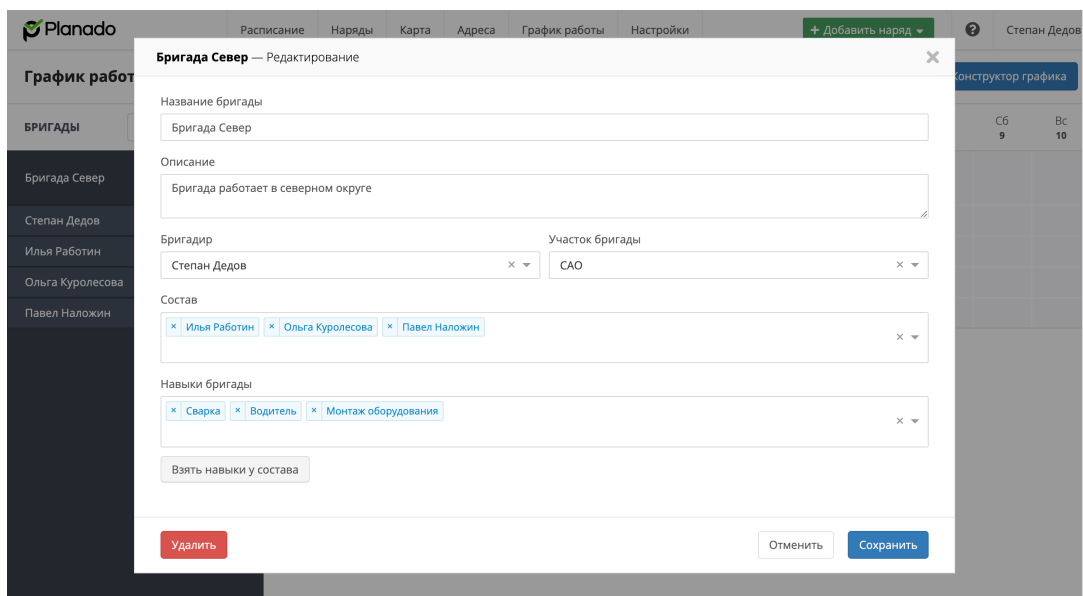 Planado Расписание Наряды Карта Адреса График работы Настройки + Добавить наряд ? Степан Дедов
Бригада Север — Редактирование ×
График работ
Конструктор графика
Название бригады
Бригада Север
БРИГАДЫ
Сб Вс
9 10
Описание
Бригада работает в северном округе
Бригада Север
Степан Дедов
Илья Работин
Ольга Куролесова
Павел Наложин
Бригадир Участок бригады
Степан Дедов × САО ×
Состав
× Илья Работин × Ольга Куролесова × Павел Наложин
×
Навыки бригады
× Сварка × Водитель × Монтаж оборудования
×
Взять навыки у состава
Удалить Отменить Сохранить